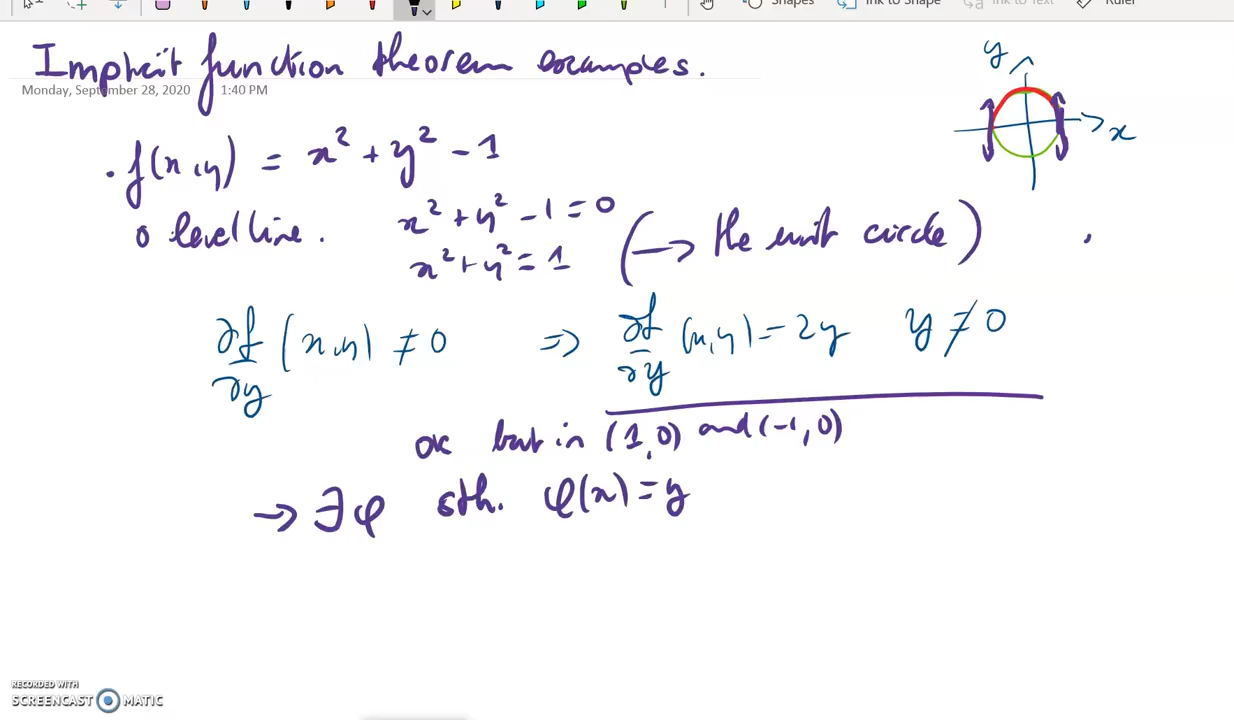 Shapes Ink to Shape Ink to Text Ruler
Implicit function theorem examples.
Monday, September 28, 2020 1:40 PM
y
x
. f(x,y) = x² + y² - 1
0 level line. x² + y² - 1 = 0
x² + y² = 1 (→ the unit circle)
∂f/∂y (x,y) ≠ 0 ⇒ ∂f/∂y (x,y) = 2y y ≠ 0
ok but in (1,0) and (-1,0)
→ ∃ φ sth. φ(x) = y
RECORDED WITH
SCREENCAST MATIC